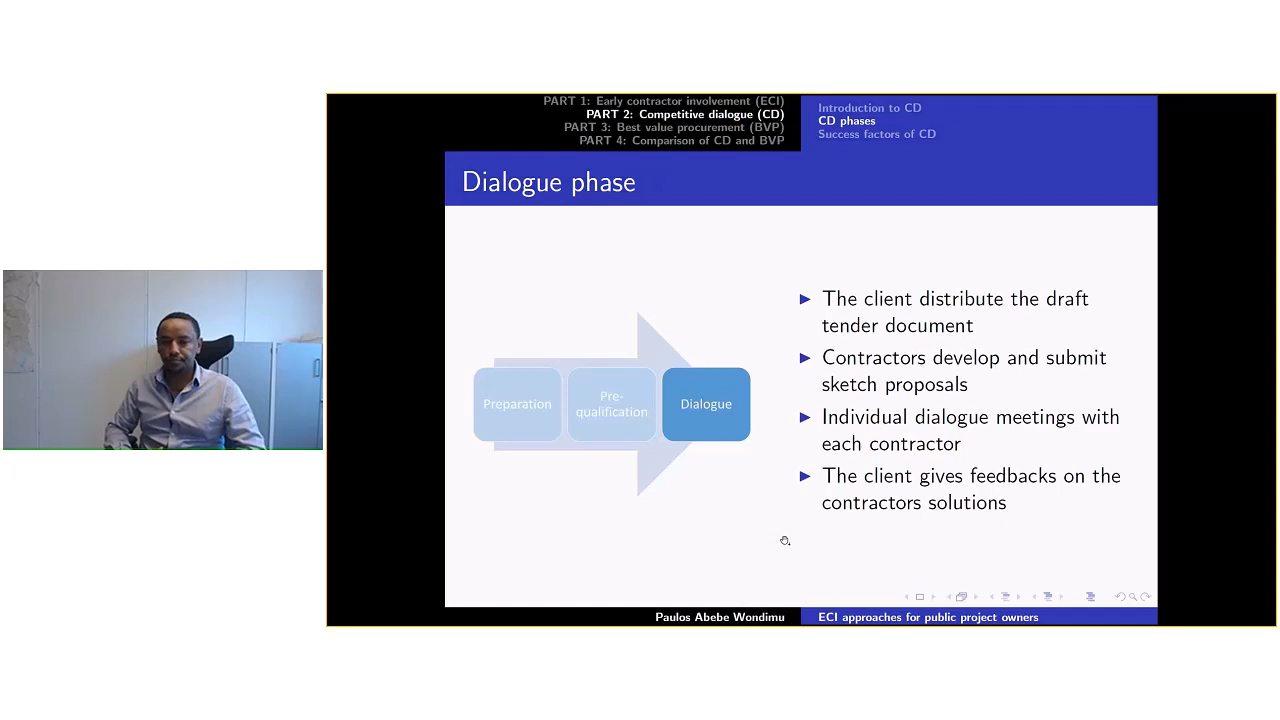 PART 1: Early contractor involvement (ECI)
PART 2: Competitive dialogue (CD)
PART 3: Best value procurement (BVP)
PART 4: Comparison of CD and BVP
Introduction to CD
CD phases
Success factors of CD
Dialogue phase
Preparation
Pre-
qualification
Dialogue
The client distribute the draft
tender document
Contractors develop and submit
sketch proposals
Individual dialogue meetings with
each contractor
The client gives feedbacks on the
contractors solutions
Paulos Abebe Wondimu
ECI approaches for public project owners